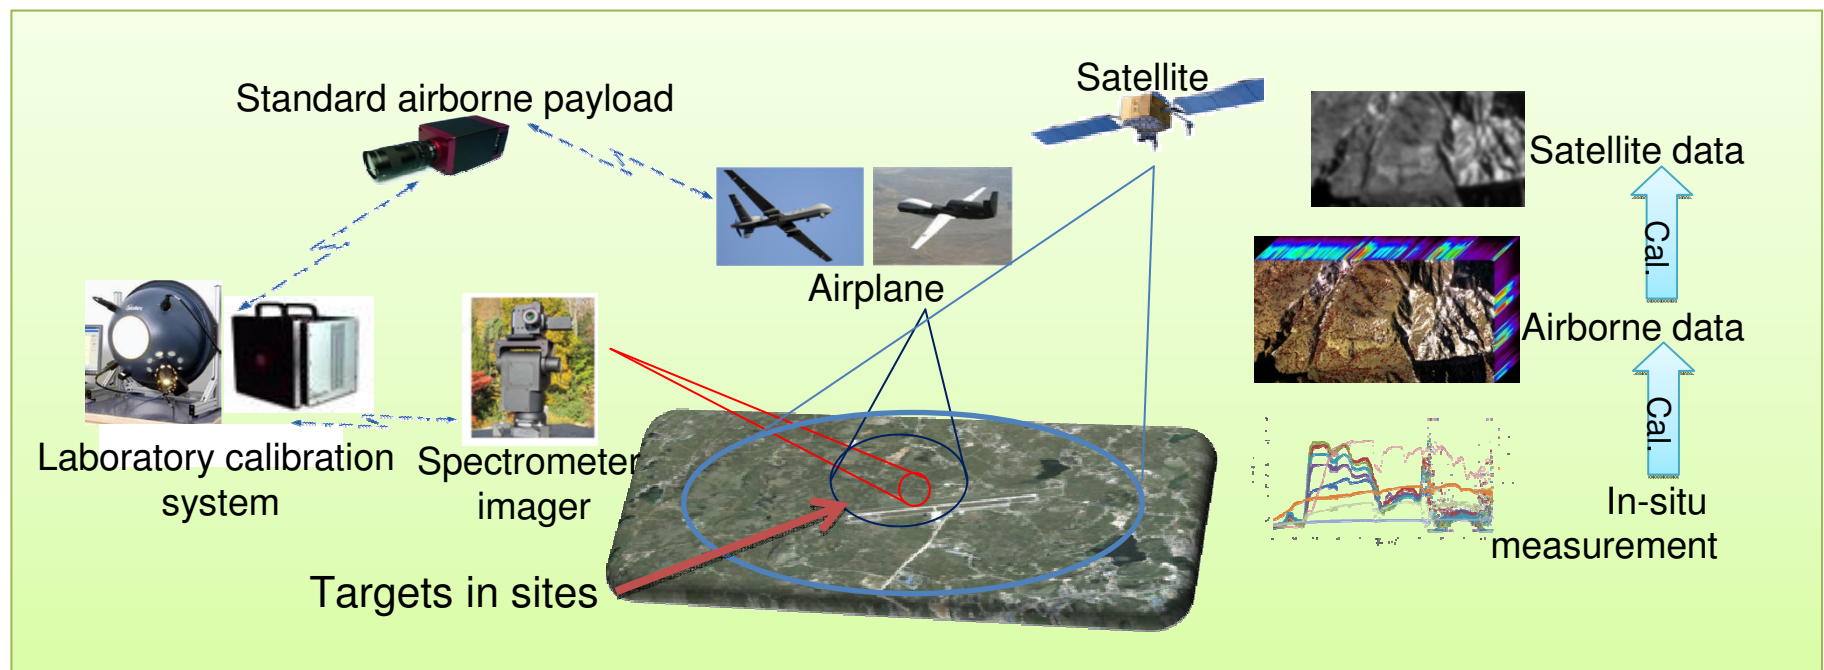 Standard airborne payload
Satellite
Satellite data
Cal.
Airplane
Airborne data
Cal.
Laboratory calibration
system
Spectrometer
imager
In-situ
measurement
Targets in sites